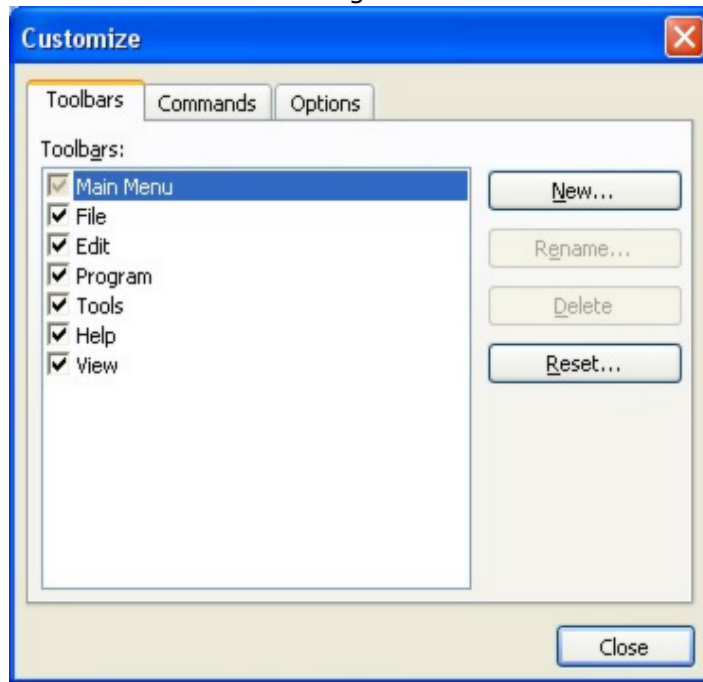 Customize
Toolbars Commands Options
Toolbars:
Main Menu
File
Edit
Program
Tools
Help
View
New...
Rename...
Delete
Reset...
Close